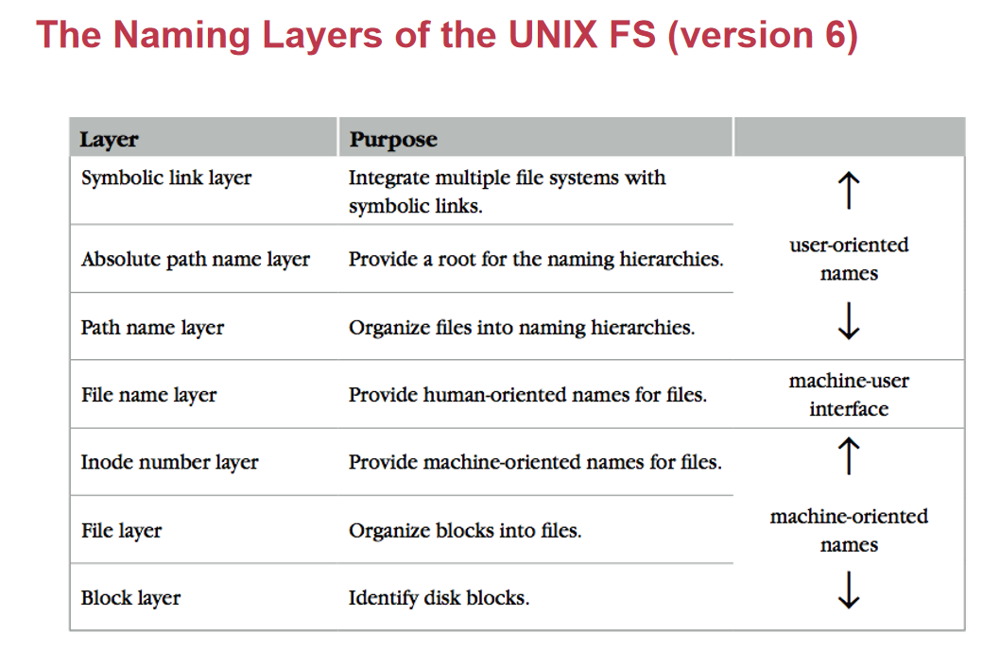 The Naming Layers of the UNIX FS (version 6)
Layer Purpose
Symbolic link layer Integrate multiple file systems with
symbolic links.
↑
Absolute path name layer Provide a root for the naming hierarchies.
user-oriented
names
Path name layer Organize files into naming hierarchies.
↓
File name layer Provide human-oriented names for files.
machine-user
interface
Inode number layer Provide machine-oriented names for files.
↑
File layer Organize blocks into files.
machine-oriented
names
Block layer Identify disk blocks.
↓